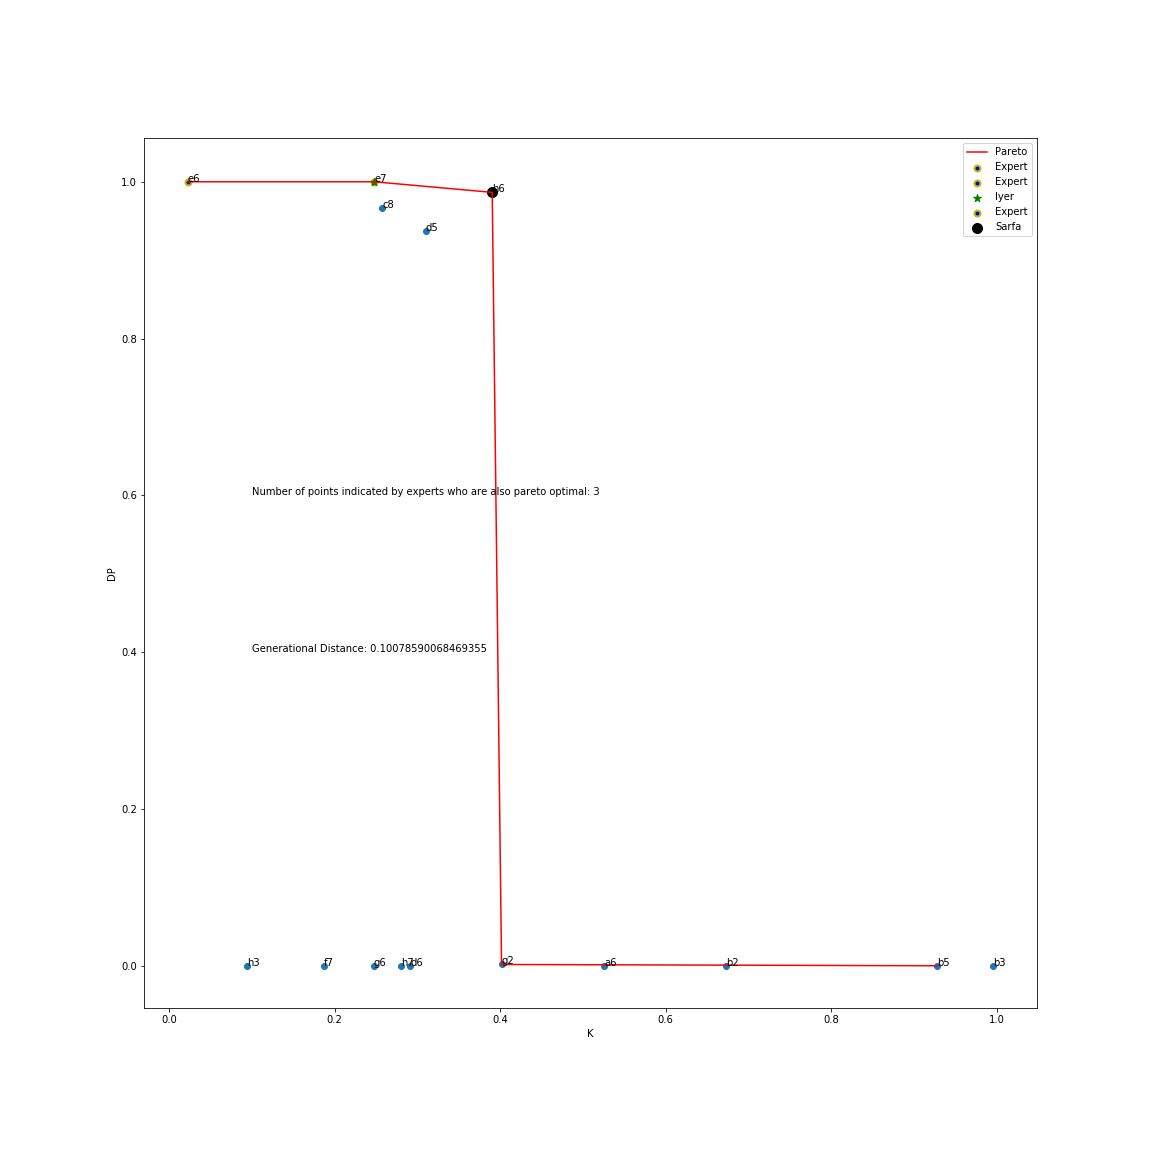 Pareto
Expert
Expert
Iyer
Expert
Sarfa
1.0
0.8
0.6
0.4
0.2
0.0
DP
e6
e7
c8
d5
Number of points indicated by experts who are also pareto optimal: 3
Generational Distance: 0.10078590068469355
h3
f7
g6
h7
d6
g2
a6
b2
b5
b3
0.0
0.2
0.4
0.6
0.8
1.0
K